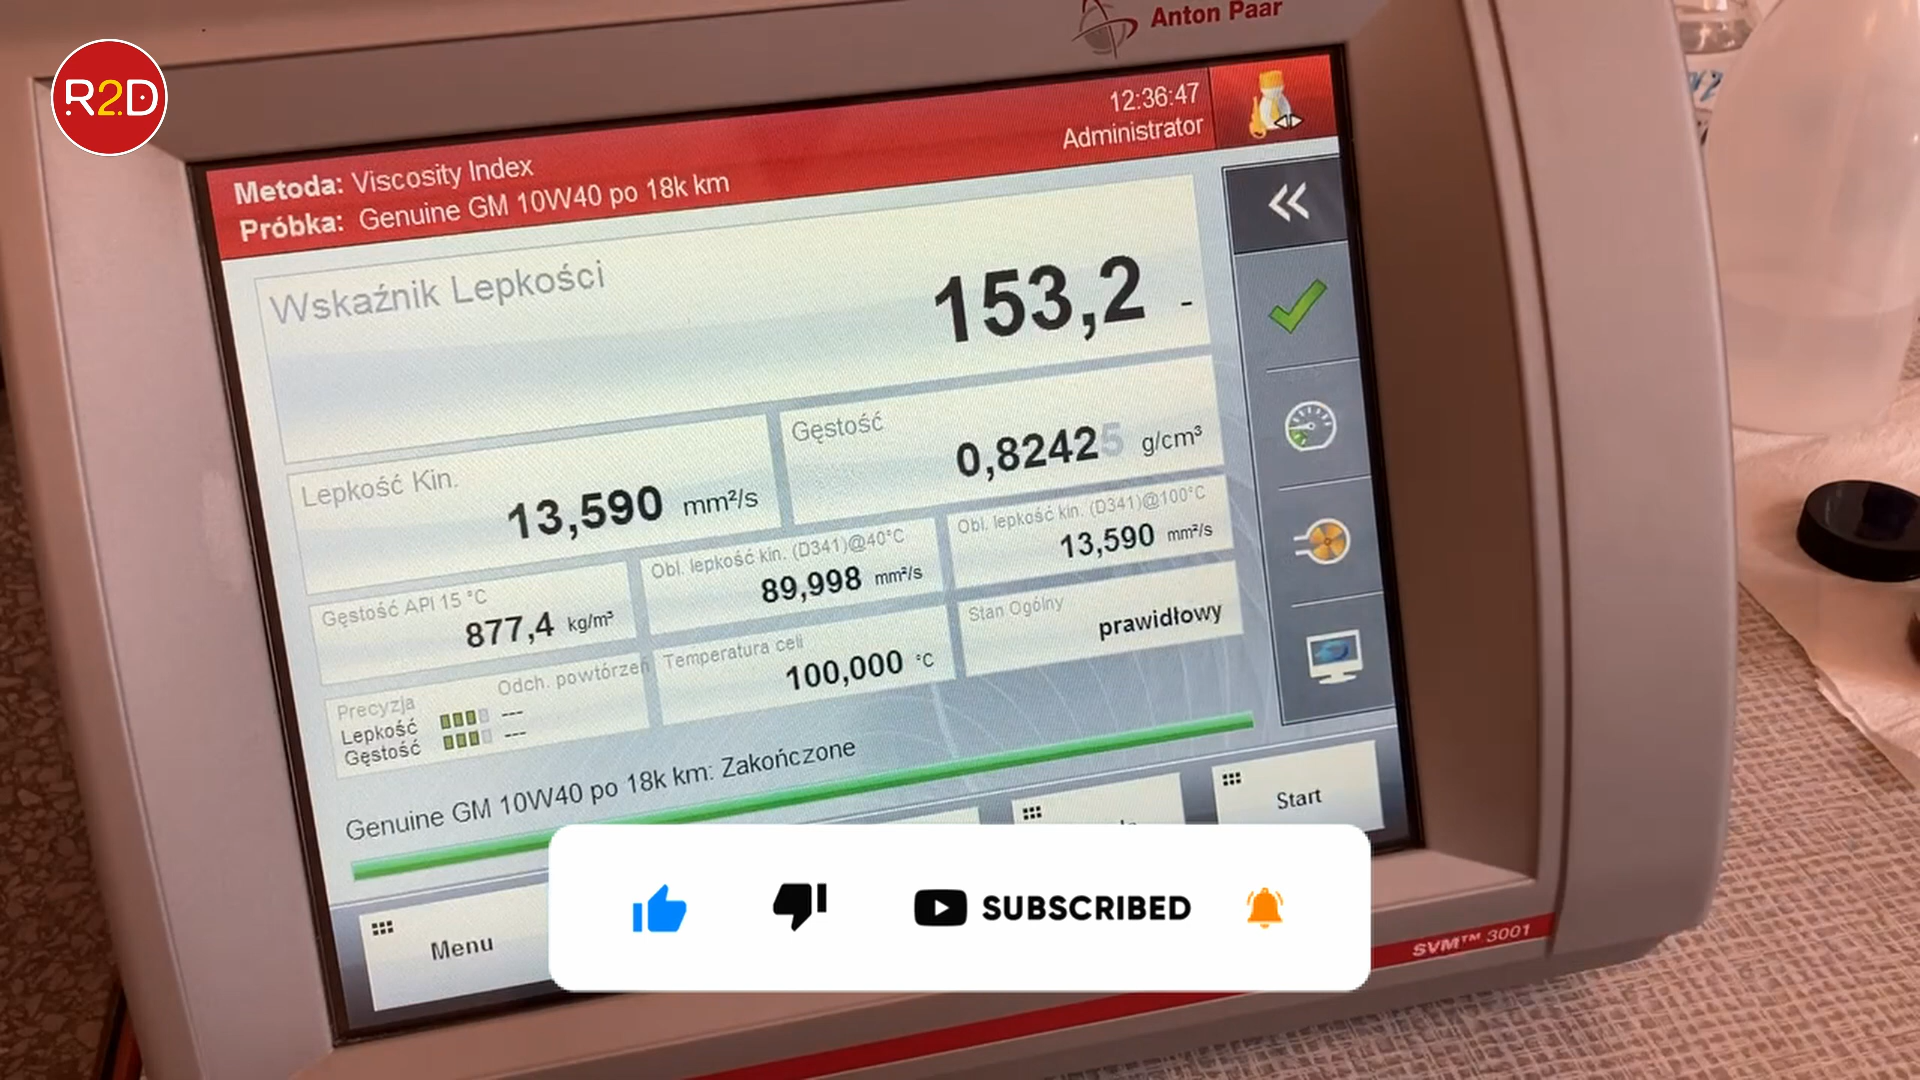 R2D
Anton Paar
12:36:47
Administrator
Metoda: Viscosity Index
Próbka: Genuine GM 10W40 po 18k km
Wskaźnik Lepkości
153,2 -
Lepkość Kin.
13,590 mm²/s
Gęstość
0,82425 g/cm³
Gęstość API 15 °C
877,4 kg/m³
Obl. lepkość kin. (D341)@40°C
89,998 mm²/s
Obl. lepkość kin. (D341)@100°C
13,590 mm²/s
Precyzja
Odch. powtórzeń
Lepkość ---
Gęstość ---
Temperatura celi
100,000 °C
Stan Ogólny
prawidłowy
Genuine GM 10W40 po 18k km: Zakończone
Menu
Start
SUBSCRIBED
SVM™ 3001